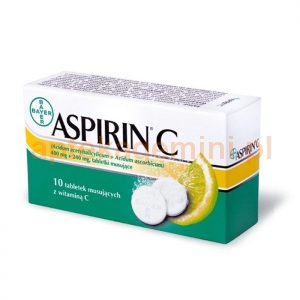 BAYER
ASPIRIN® C
(Acidum acetylsalicylicum + Acidum ascorbicum)
400 mg + 240 mg, tabletki musujące
10 tabletek musujących
z witaminą C